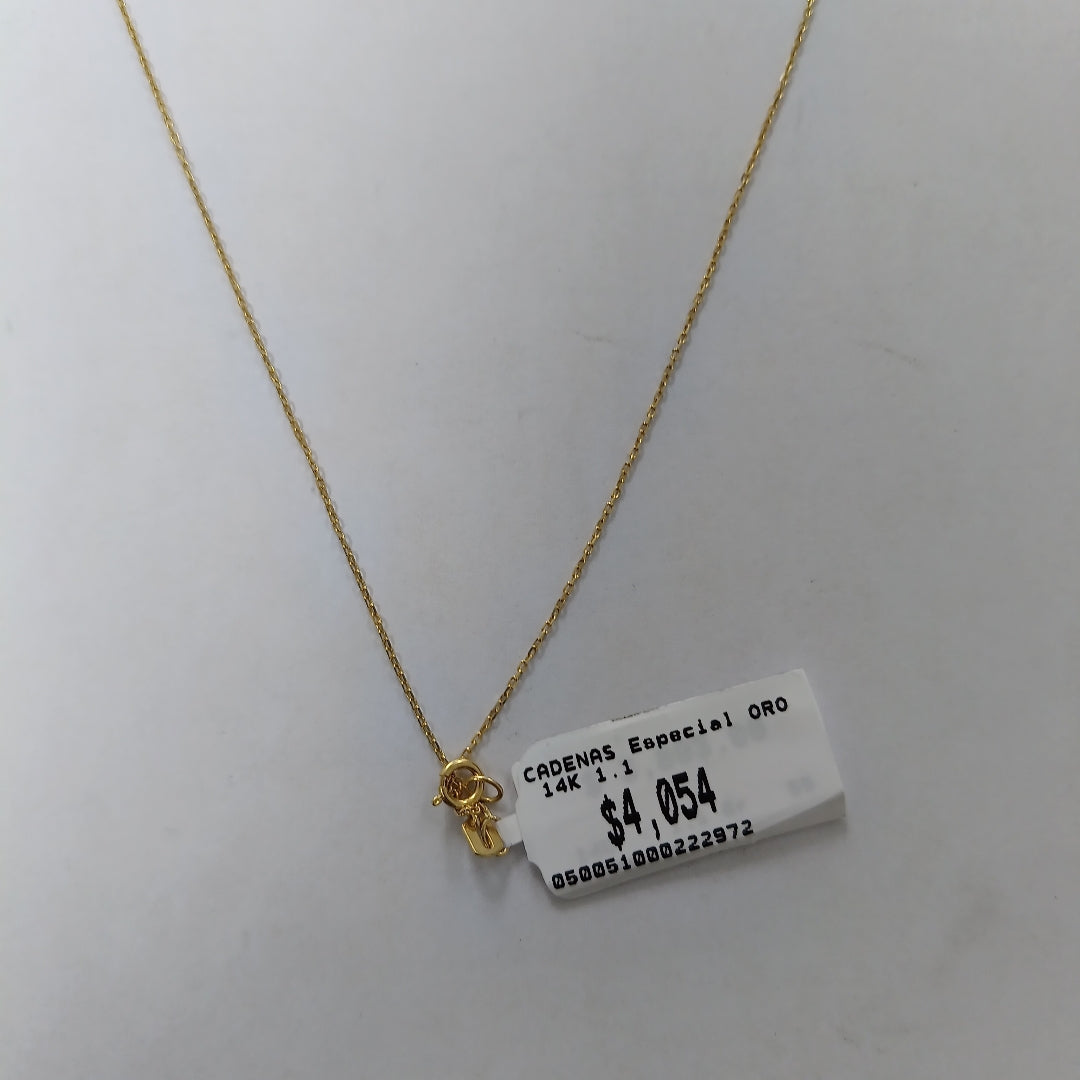 CADENAS Especial ORO
14K 1.1
$4,054
050051000222972